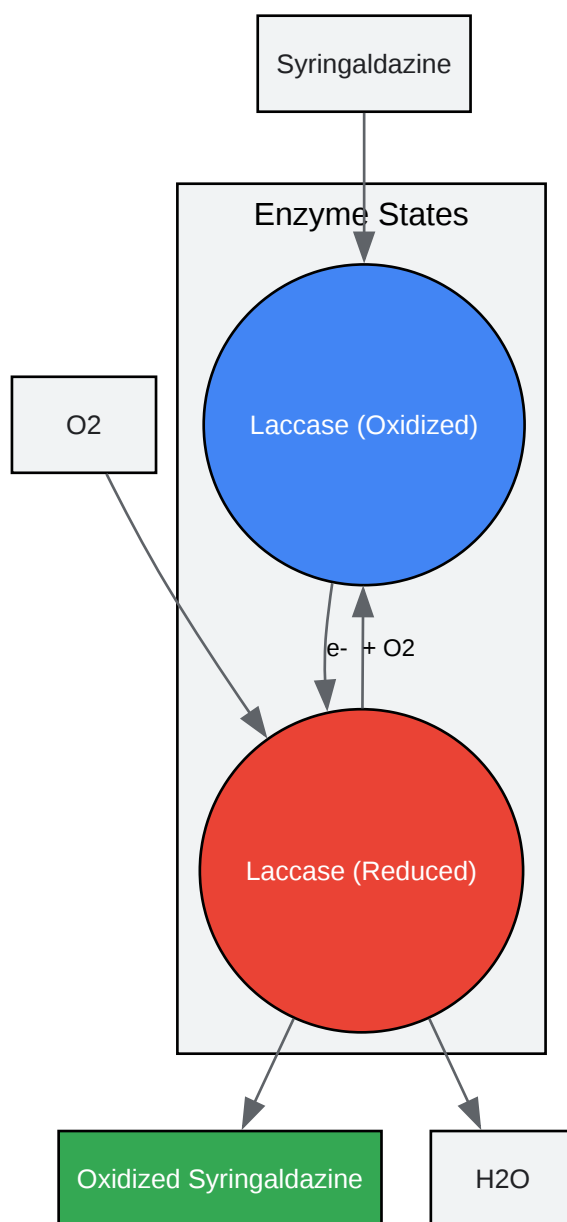 Syringaldazine
Enzyme States
Laccase (Oxidized)
O2
e-
+ O2
Laccase (Reduced)
Oxidized Syringaldazine
H2O